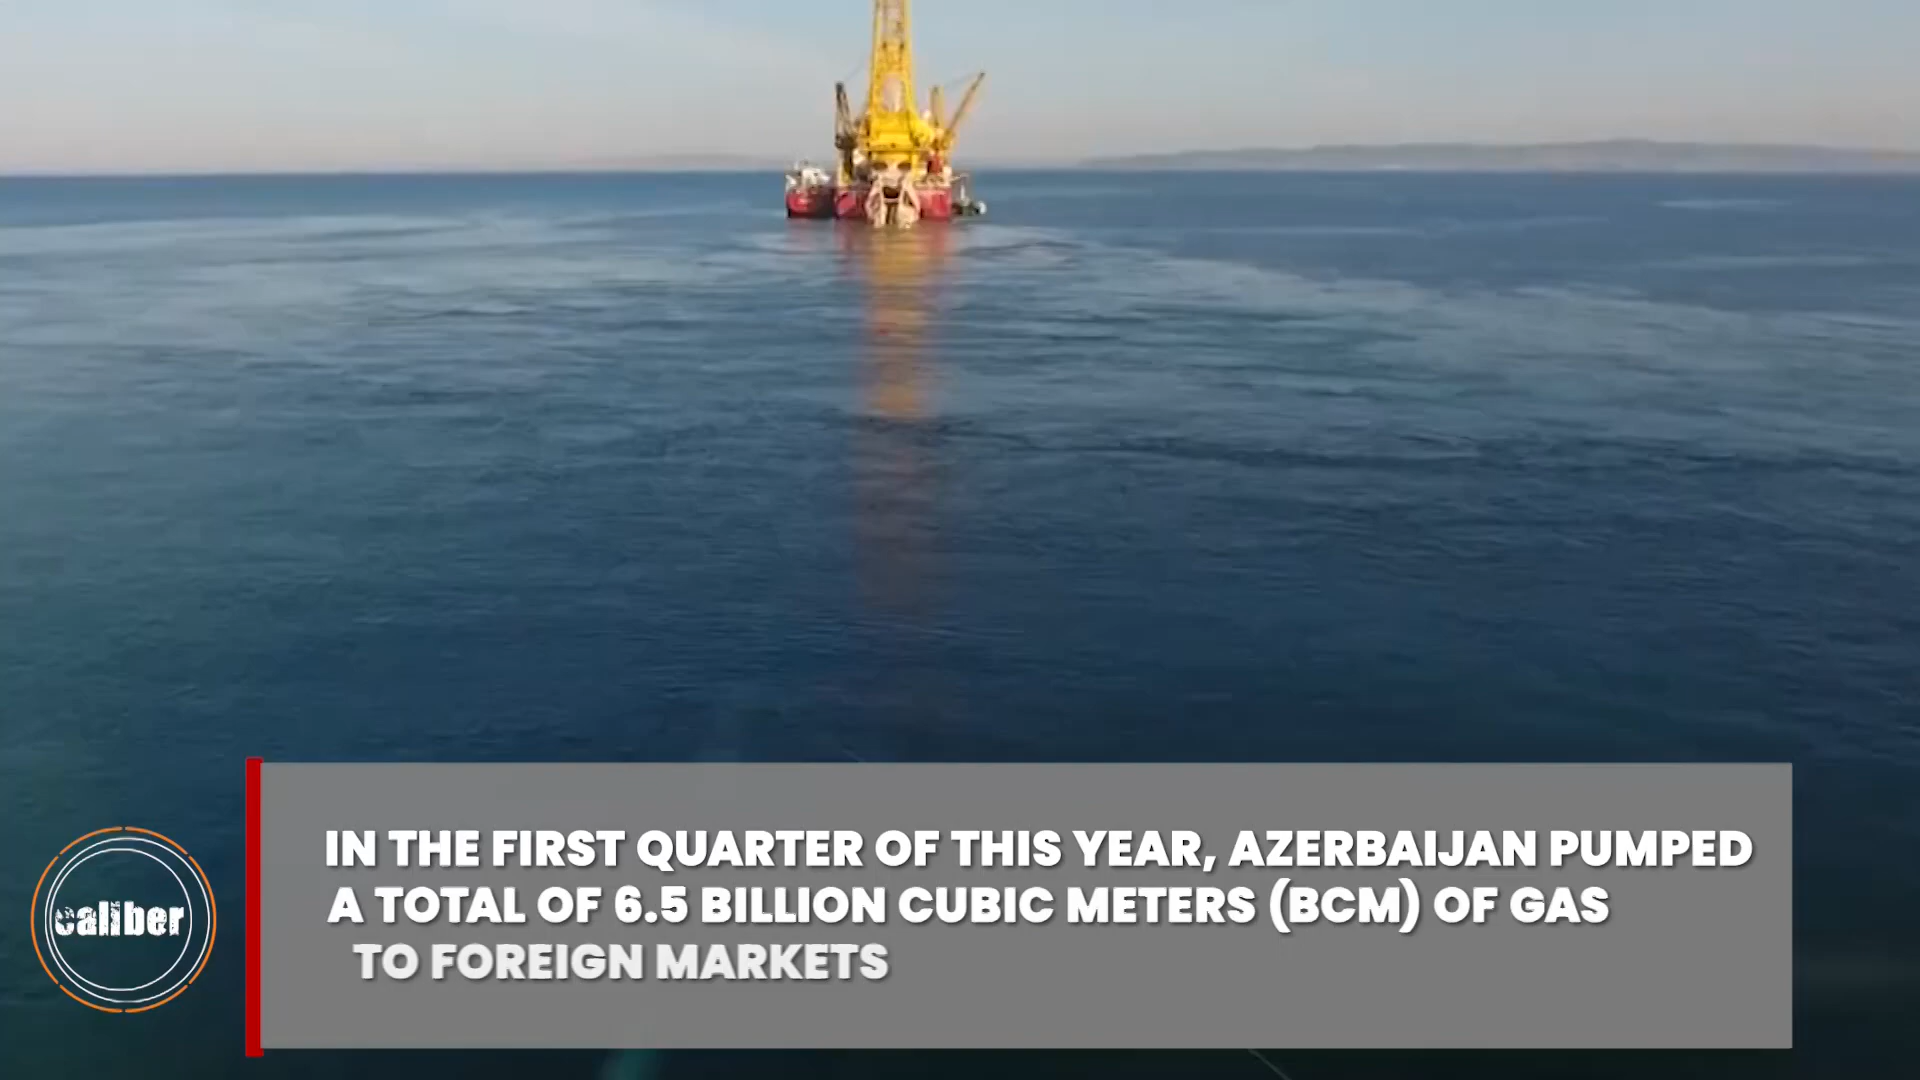 IN THE FIRST QUARTER OF THIS YEAR, AZERBAIJAN PUMPED
A TOTAL OF 6.5 BILLION CUBIC METERS (BCM) OF GAS
TO FOREIGN MARKETS
caliber